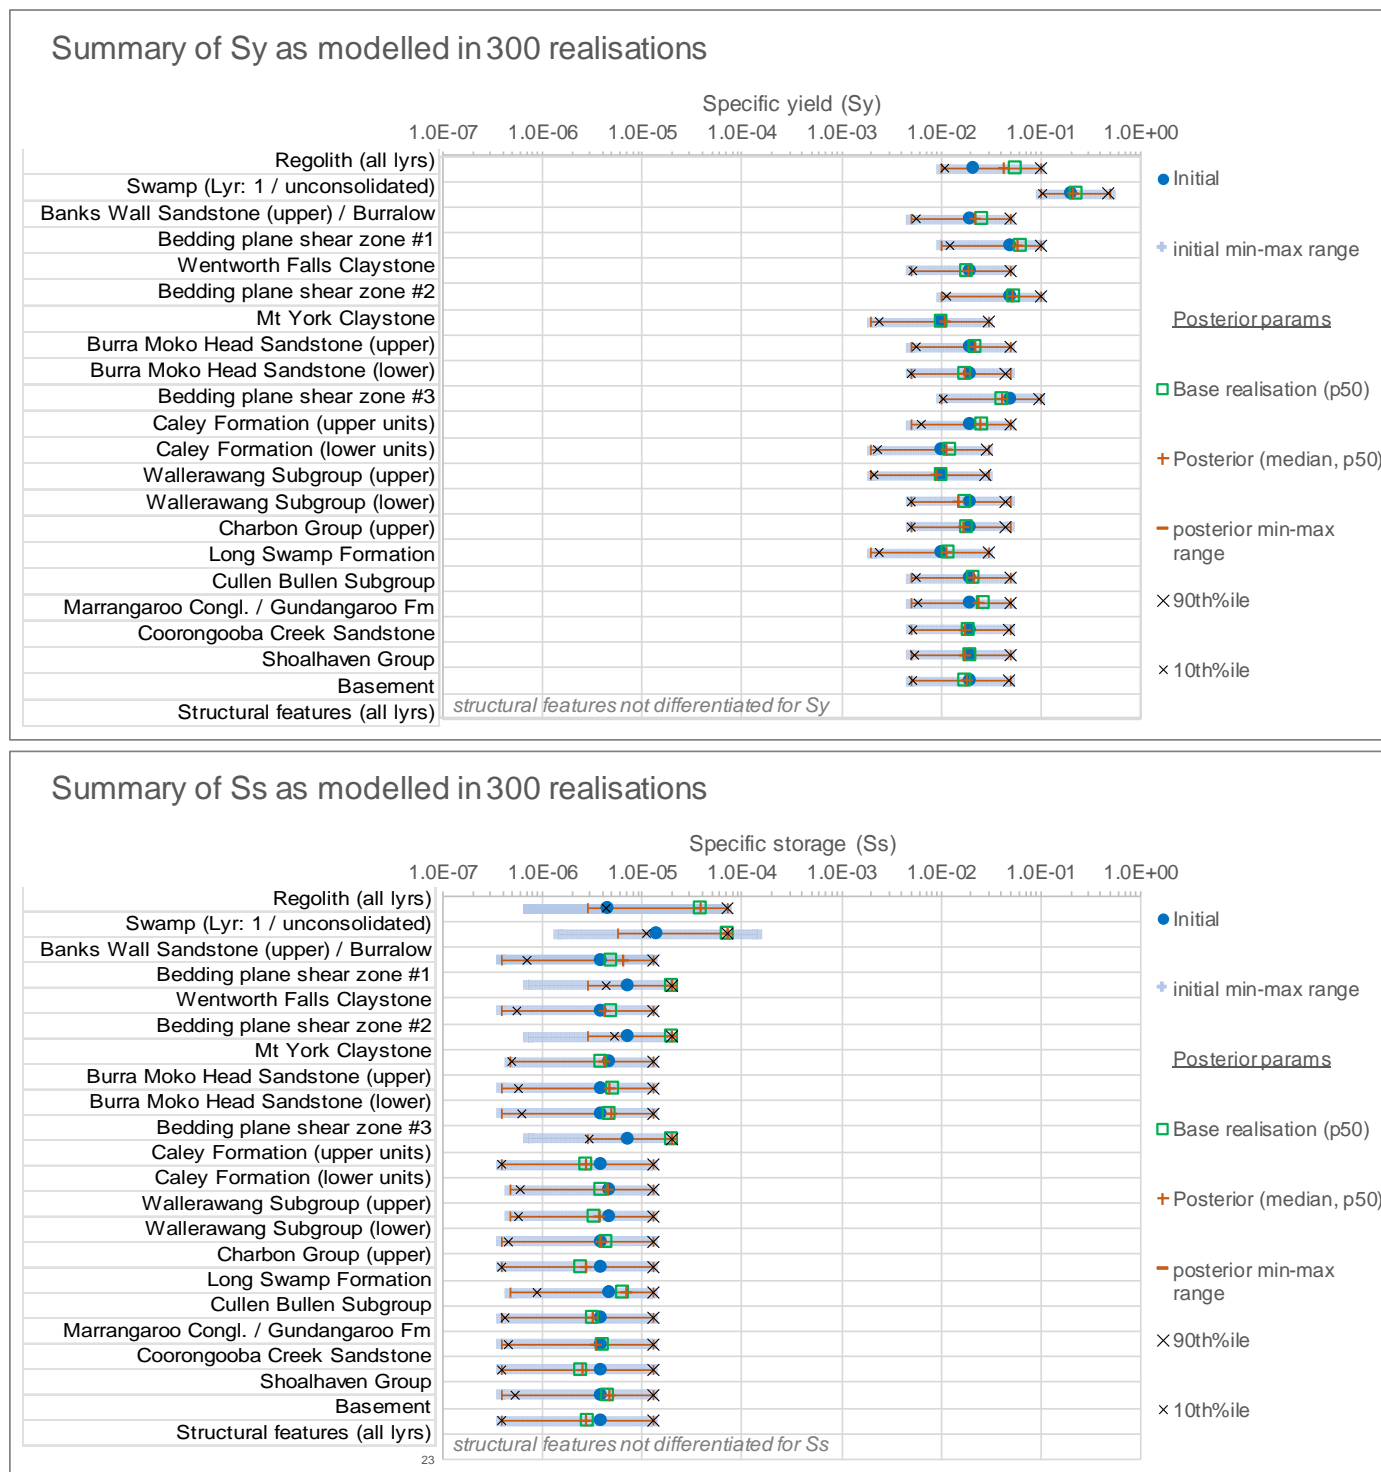 Summary of Sy as modelled in 300 realisations
Specific yield (Sy)
1.0E-07 1.0E-06 1.0E-05 1.0E-04 1.0E-03 1.0E-02 1.0E-01 1.0E+00
Regolith (all lyrs)
Swamp (Lyr: 1 / unconsolidated)
Banks Wall Sandstone (upper) / Burralow
Bedding plane shear zone #1
Wentworth Falls Claystone
Bedding plane shear zone #2
Mt York Claystone
Burra Moko Head Sandstone (upper)
Burra Moko Head Sandstone (lower)
Bedding plane shear zone #3
Caley Formation (upper units)
Caley Formation (lower units)
Wallerawang Subgroup (upper)
Wallerawang Subgroup (lower)
Charbon Group (upper)
Long Swamp Formation
Cullen Bullen Subgroup
Marrangaroo Congl. / Gundangaroo Fm
Coorongooba Creek Sandstone
Shoalhaven Group
Basement
Structural features (all lyrs)
structural features not differentiated for Sy
Initial
initial min-max range
Posterior params
Base realisation (p50)
Posterior (median, p50)
posterior min-max
range
90th%ile
10th%ile
Summary of Ss as modelled in 300 realisations
Specific storage (Ss)
1.0E-07 1.0E-06 1.0E-05 1.0E-04 1.0E-03 1.0E-02 1.0E-01 1.0E+00
Regolith (all lyrs)
Swamp (Lyr: 1 / unconsolidated)
Banks Wall Sandstone (upper) / Burralow
Bedding plane shear zone #1
Wentworth Falls Claystone
Bedding plane shear zone #2
Mt York Claystone
Burra Moko Head Sandstone (upper)
Burra Moko Head Sandstone (lower)
Bedding plane shear zone #3
Caley Formation (upper units)
Caley Formation (lower units)
Wallerawang Subgroup (upper)
Wallerawang Subgroup (lower)
Charbon Group (upper)
Long Swamp Formation
Cullen Bullen Subgroup
Marrangaroo Congl. / Gundangaroo Fm
Coorongooba Creek Sandstone
Shoalhaven Group
Basement
Structural features (all lyrs)
structural features not differentiated for Ss
23
Initial
initial min-max range
Posterior params
Base realisation (p50)
Posterior (median, p50)
posterior min-max
range
90th%ile
10th%ile